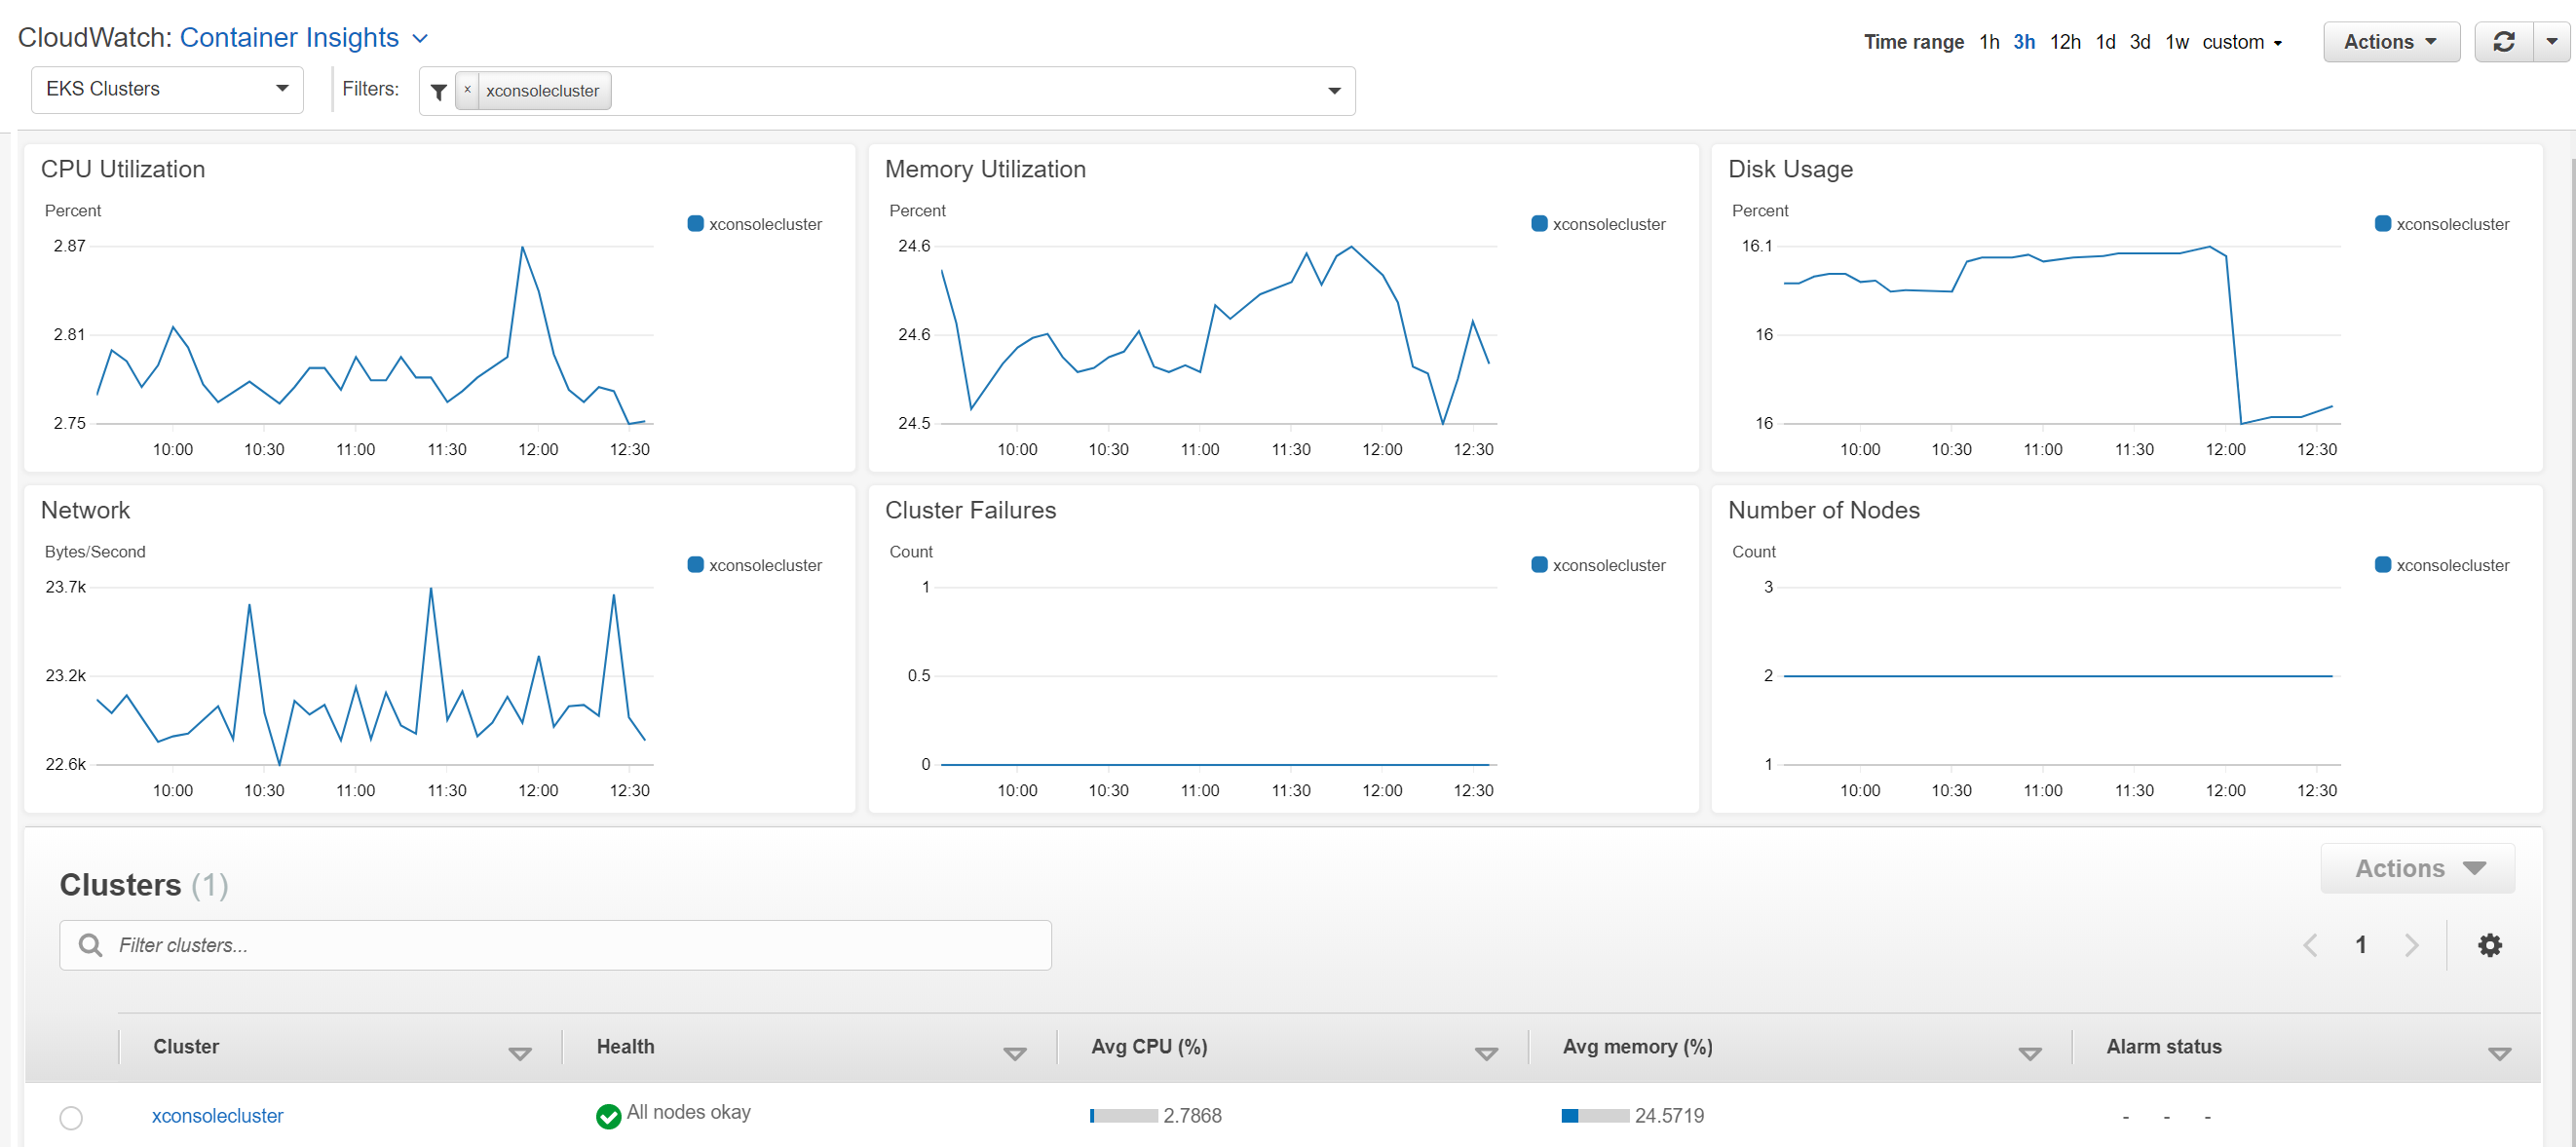 CloudWatch: Container Insights
Time range 1h 3h 12h 1d 3d 1w custom
Actions
EKS Clusters
Filters:
x xconsolecluster
CPU Utilization
Percent
xconsolecluster
2.87
2.81
2.75
10:00 10:30 11:00 11:30 12:00 12:30
Memory Utilization
Percent
xconsolecluster
24.6
24.6
24.5
10:00 10:30 11:00 11:30 12:00 12:30
Disk Usage
Percent
xconsolecluster
16.1
16
16
10:00 10:30 11:00 11:30 12:00 12:30
Network
Bytes/Second
xconsolecluster
23.7k
23.2k
22.6k
10:00 10:30 11:00 11:30 12:00 12:30
Cluster Failures
Count
xconsolecluster
1
0.5
0
10:00 10:30 11:00 11:30 12:00 12:30
Number of Nodes
Count
xconsolecluster
3
2
1
10:00 10:30 11:00 11:30 12:00 12:30
Clusters (1)
Actions
Filter clusters...
1
Cluster Health Avg CPU (%) Avg memory (%) Alarm status
xconsolecluster All nodes okay 2.7868 24.5719 - - -